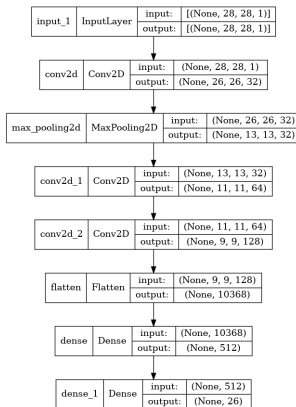 input_1 InputLayer input: [(None, 28, 28, 1)]
output: [(None, 28, 28, 1)]
conv2d Conv2D input: (None, 28, 28, 1)
output: (None, 26, 26, 32)
max_pooling2d MaxPooling2D input: (None, 26, 26, 32)
output: (None, 13, 13, 32)
conv2d_1 Conv2D input: (None, 13, 13, 32)
output: (None, 11, 11, 64)
conv2d_2 Conv2D input: (None, 11, 11, 64)
output: (None, 9, 9, 128)
flatten Flatten input: (None, 9, 9, 128)
output: (None, 10368)
dense Dense input: (None, 10368)
output: (None, 512)
dense_1 Dense input: (None, 512)
output: (None, 26)